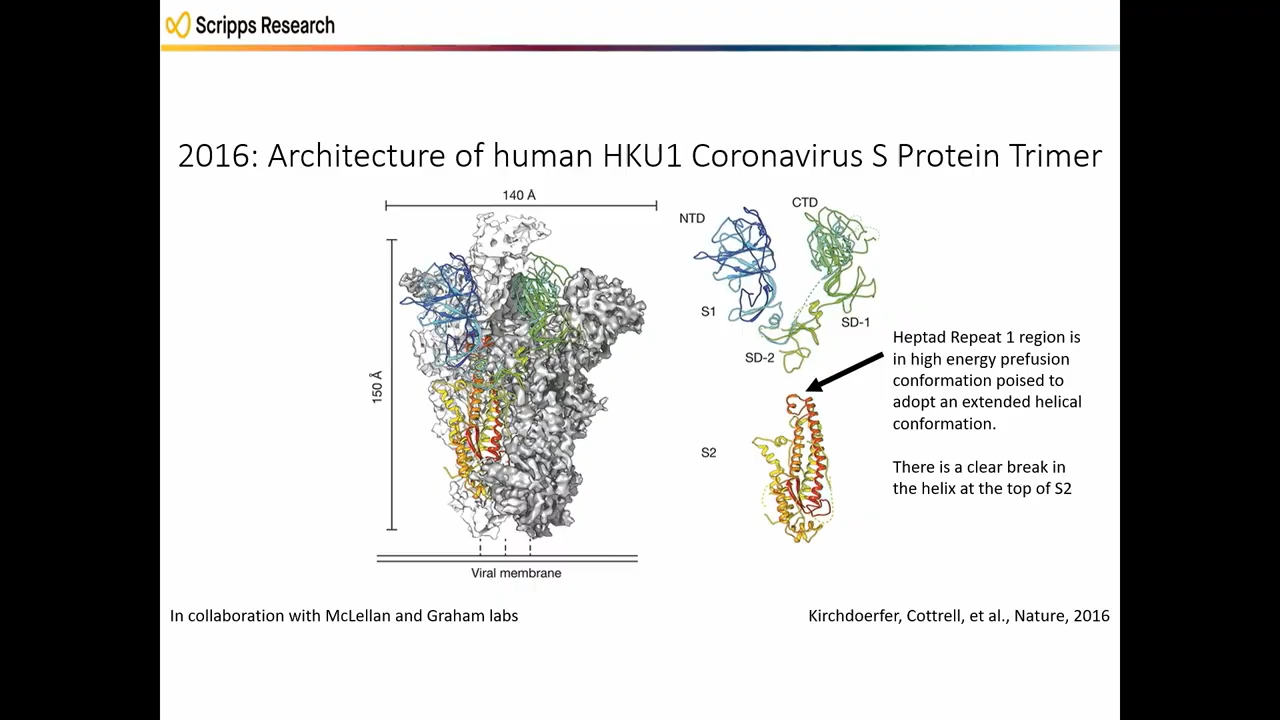 Scripps Research
2016: Architecture of human HKU1 Coronavirus S Protein Trimer
140 Å
150 Å
Viral membrane
NTD
CTD
S1
SD-1
SD-2
S2
Heptad Repeat 1 region is
in high energy prefusion
conformation poised to
adopt an extended helical
conformation.
There is a clear break in
the helix at the top of S2
In collaboration with McLellan and Graham labs
Kirchdoerfer, Cottrell, et al., Nature, 2016